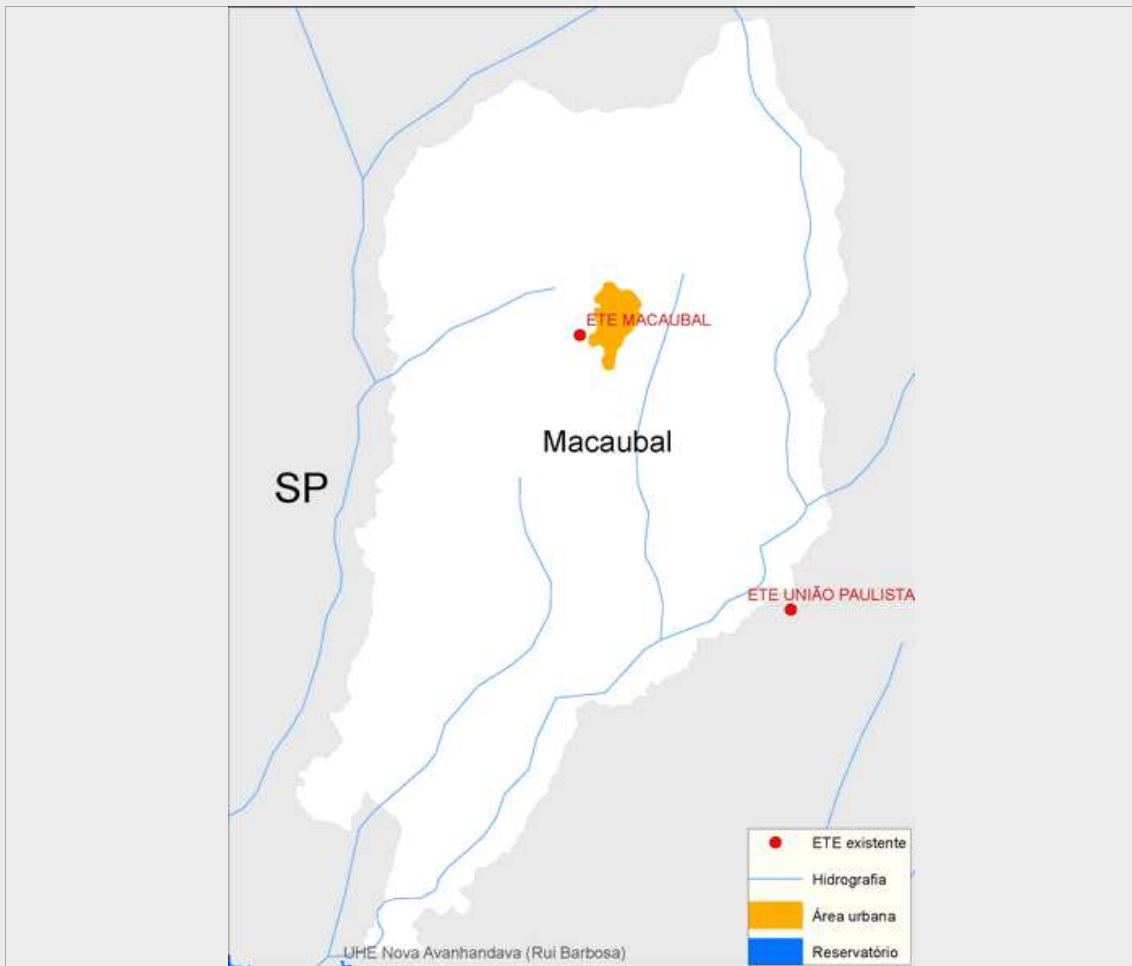 ETE MACAUBAL
Macaubal
SP
ETE UNIÃO PAULISTA
ETE existente
Hidrografia
Área urbana
Reservatório
UHE Nova Avanhandava (Rui Barbosa)